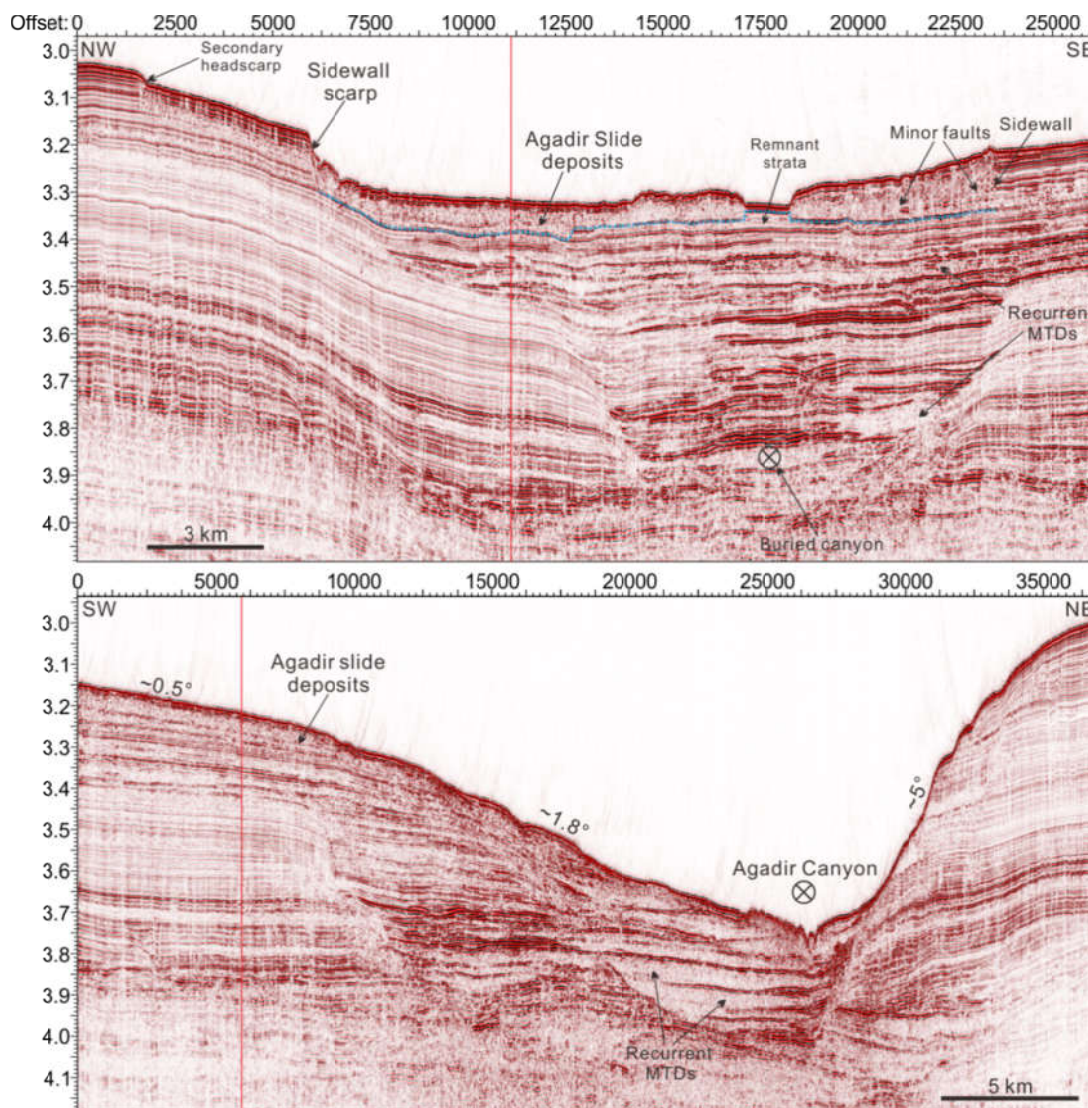 Offset: 0 2500 5000 7500 10000 12500 15000 17500 20000 22500 25000
NW
SE
3.0
3.1
3.2
3.3
3.4
3.5
3.6
3.7
3.8
3.9
4.0
Secondary
headscarp
Sidewall
scarp
Agadir Slide
deposits
Remnant
strata
Minor faults
Sidewall
Recurrent
MTDs
Buried canyon
3 km
0 5000 10000 15000 20000 25000 30000 35000
SW
NE
3.0
3.1
3.2
3.3
3.4
3.5
3.6
3.7
3.8
3.9
4.0
4.1
~0.5°
Agadir slide
deposits
~1.8°
Agadir Canyon
~5°
Recurrent
MTDs
5 km